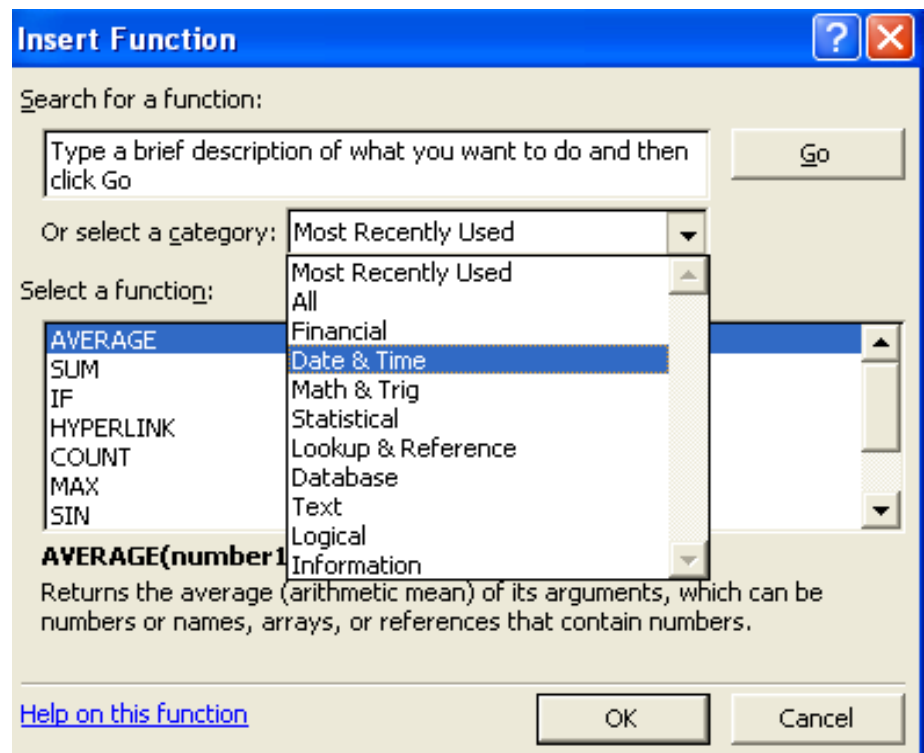 Insert Function
Search for a function:
Type a brief description of what you want to do and then
click Go
Go
Or select a category:
Most Recently Used
Most Recently Used
All
Financial
Date & Time
Math & Trig
Statistical
Lookup & Reference
Database
Text
Logical
Information
Select a function:
AVERAGE
SUM
IF
HYPERLINK
COUNT
MAX
SIN
AVERAGE(number1
Returns the average (arithmetic mean) of its arguments, which can be
numbers or names, arrays, or references that contain numbers.
Help on this function
OK
Cancel